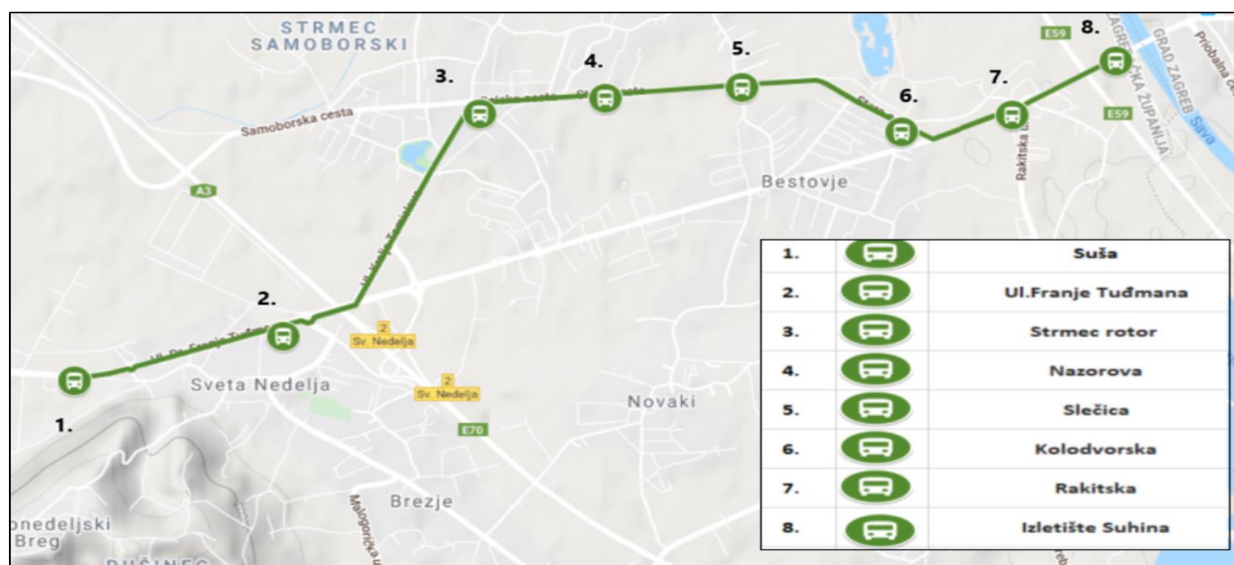 STRMEC
SAMOBORSKI
Samoborska cesta
A3
3.
4.
5.
6.
7.
8.
E59
E59
GRAD ZAGREB
Sava
Bestovje
2.
2
Sv. Nedelja
2
Sv. Nedelja
Sveta Nedelja
1.
Novaki
E70
Brezje
1. Suša
2. Ul.Franje Tuđmana
3. Strmec rotor
4. Nazorova
5. Slečica
6. Kolodvorska
7. Rakitska
8. Izletište Suhina